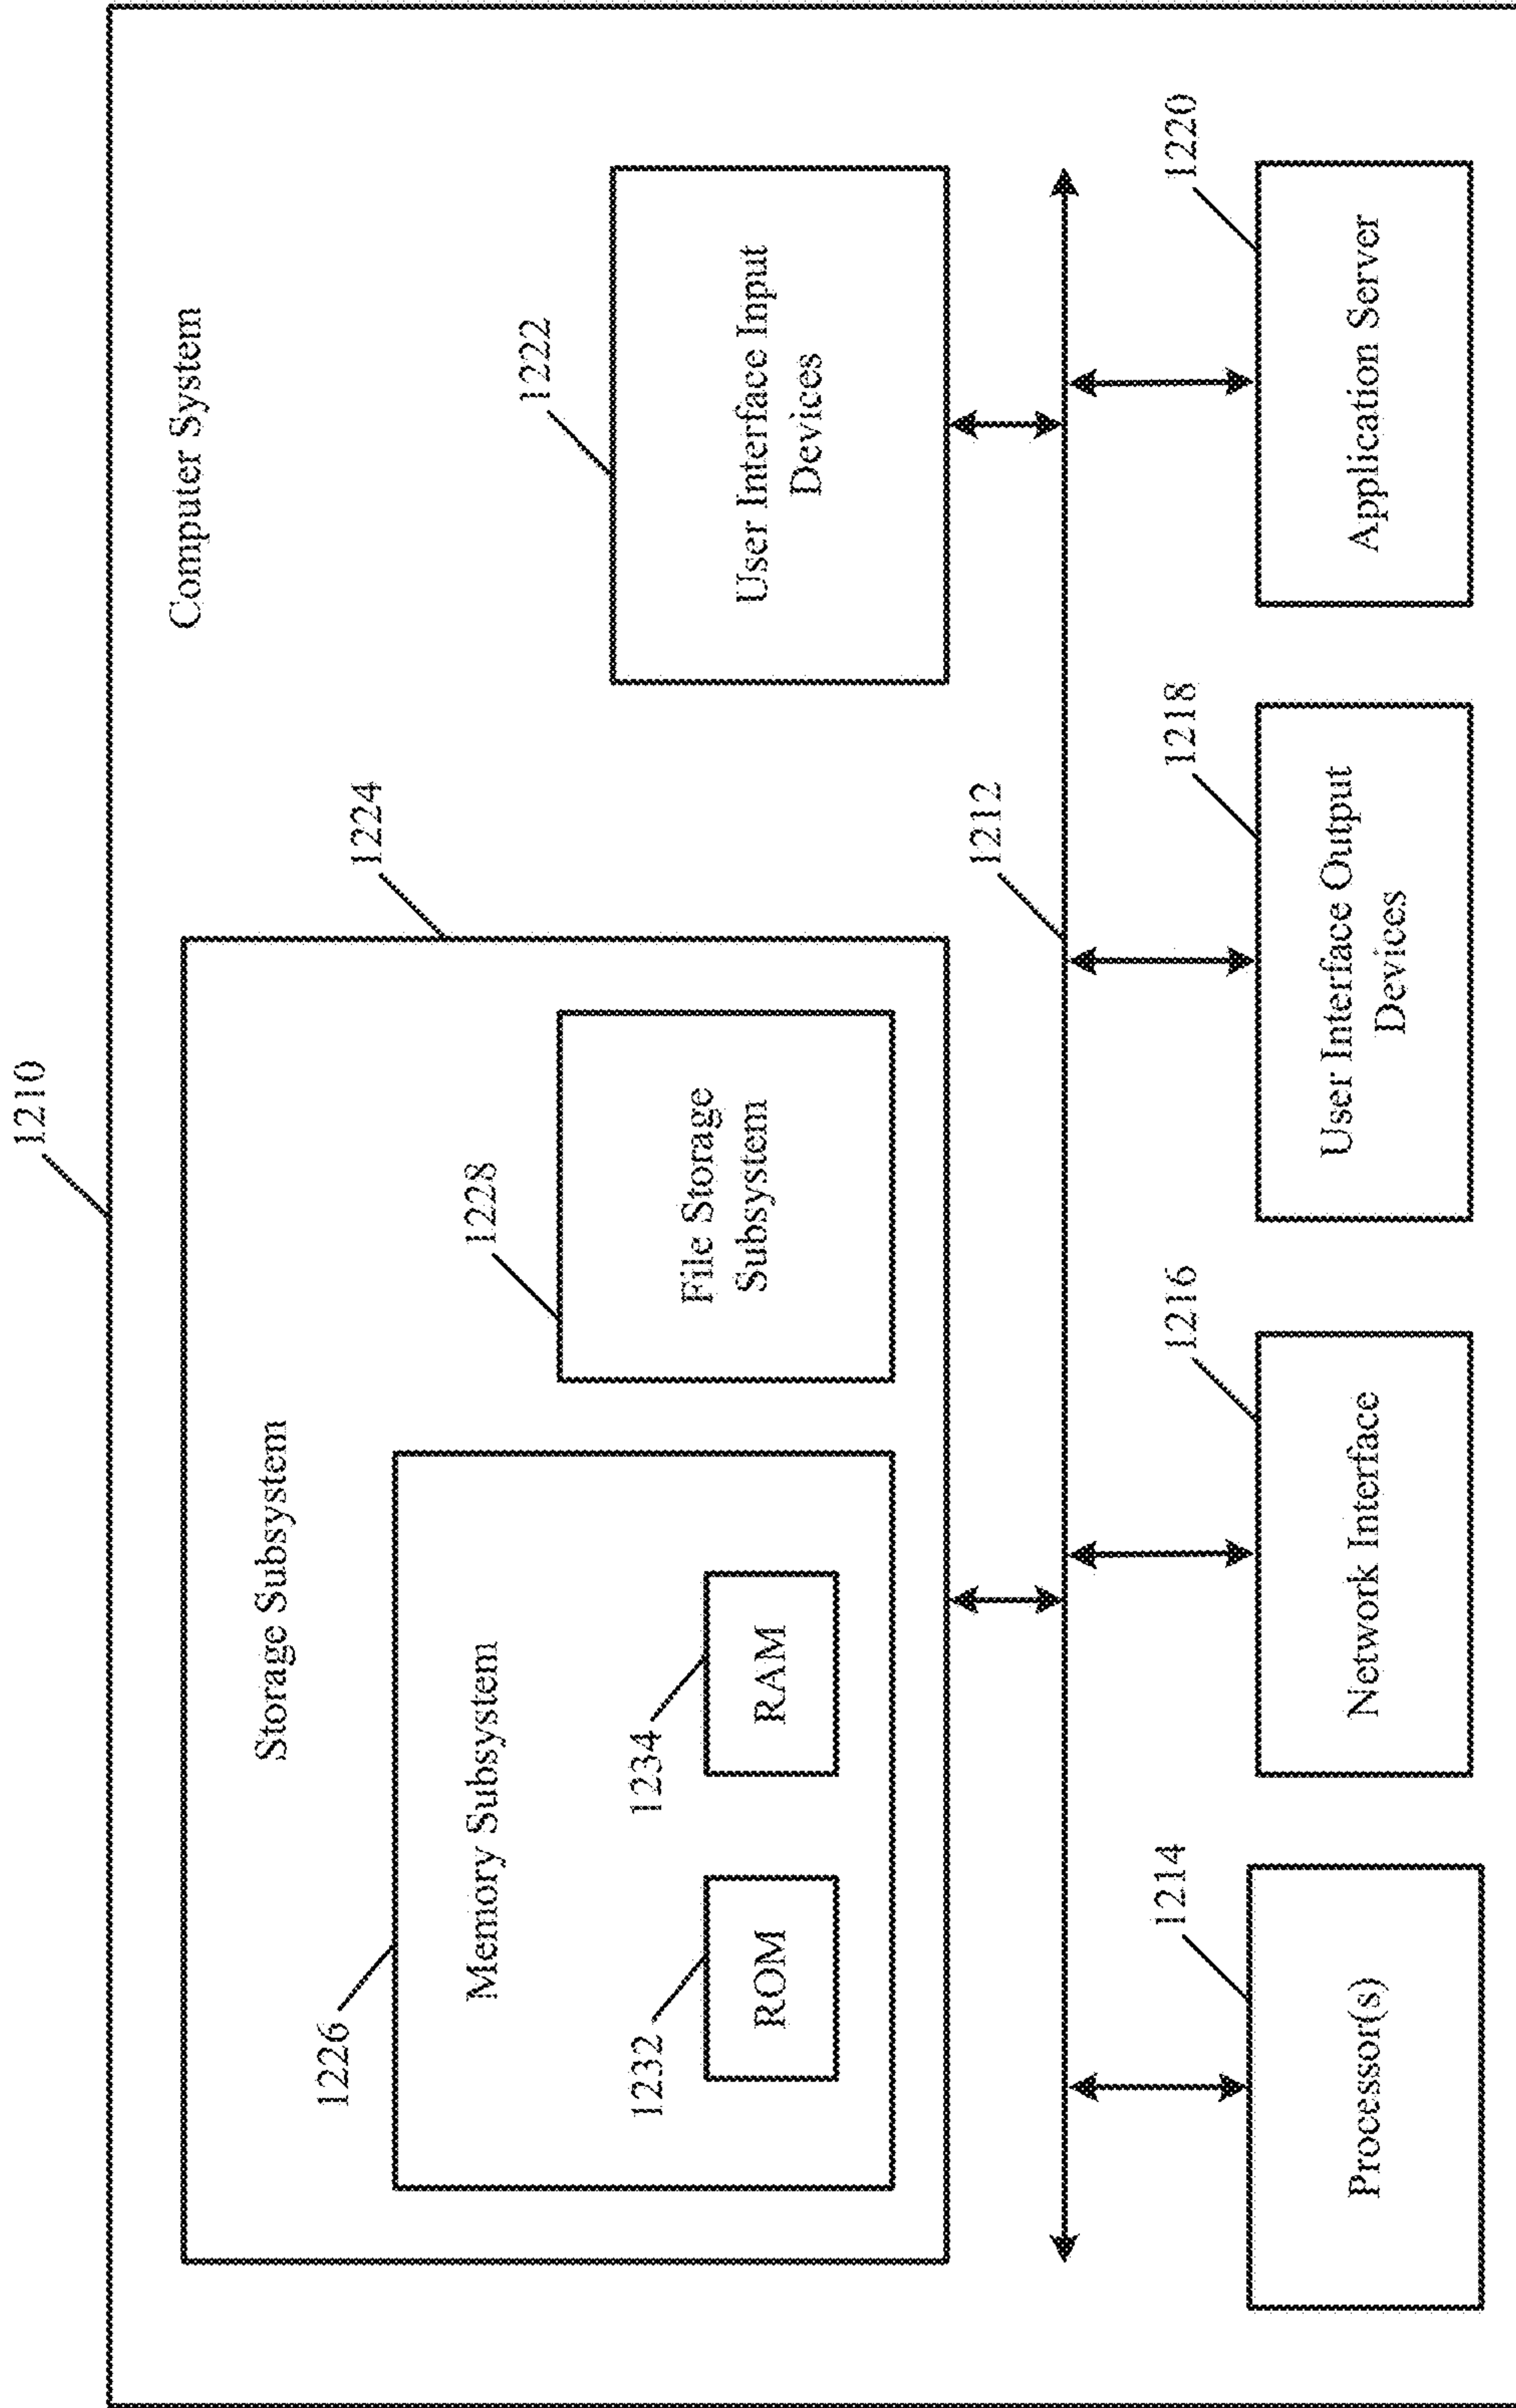 1210
Computer System
Storage Subsystem
1224
1226
Memory Subsystem
1228
1222
File Storage
Subsystem
User Interface Input
Devices
1232
1234
ROM
RAM
1212
1214
1216
1218
1220
Processor(s)
Network Interface
User Interface Output
Devices
Application Server